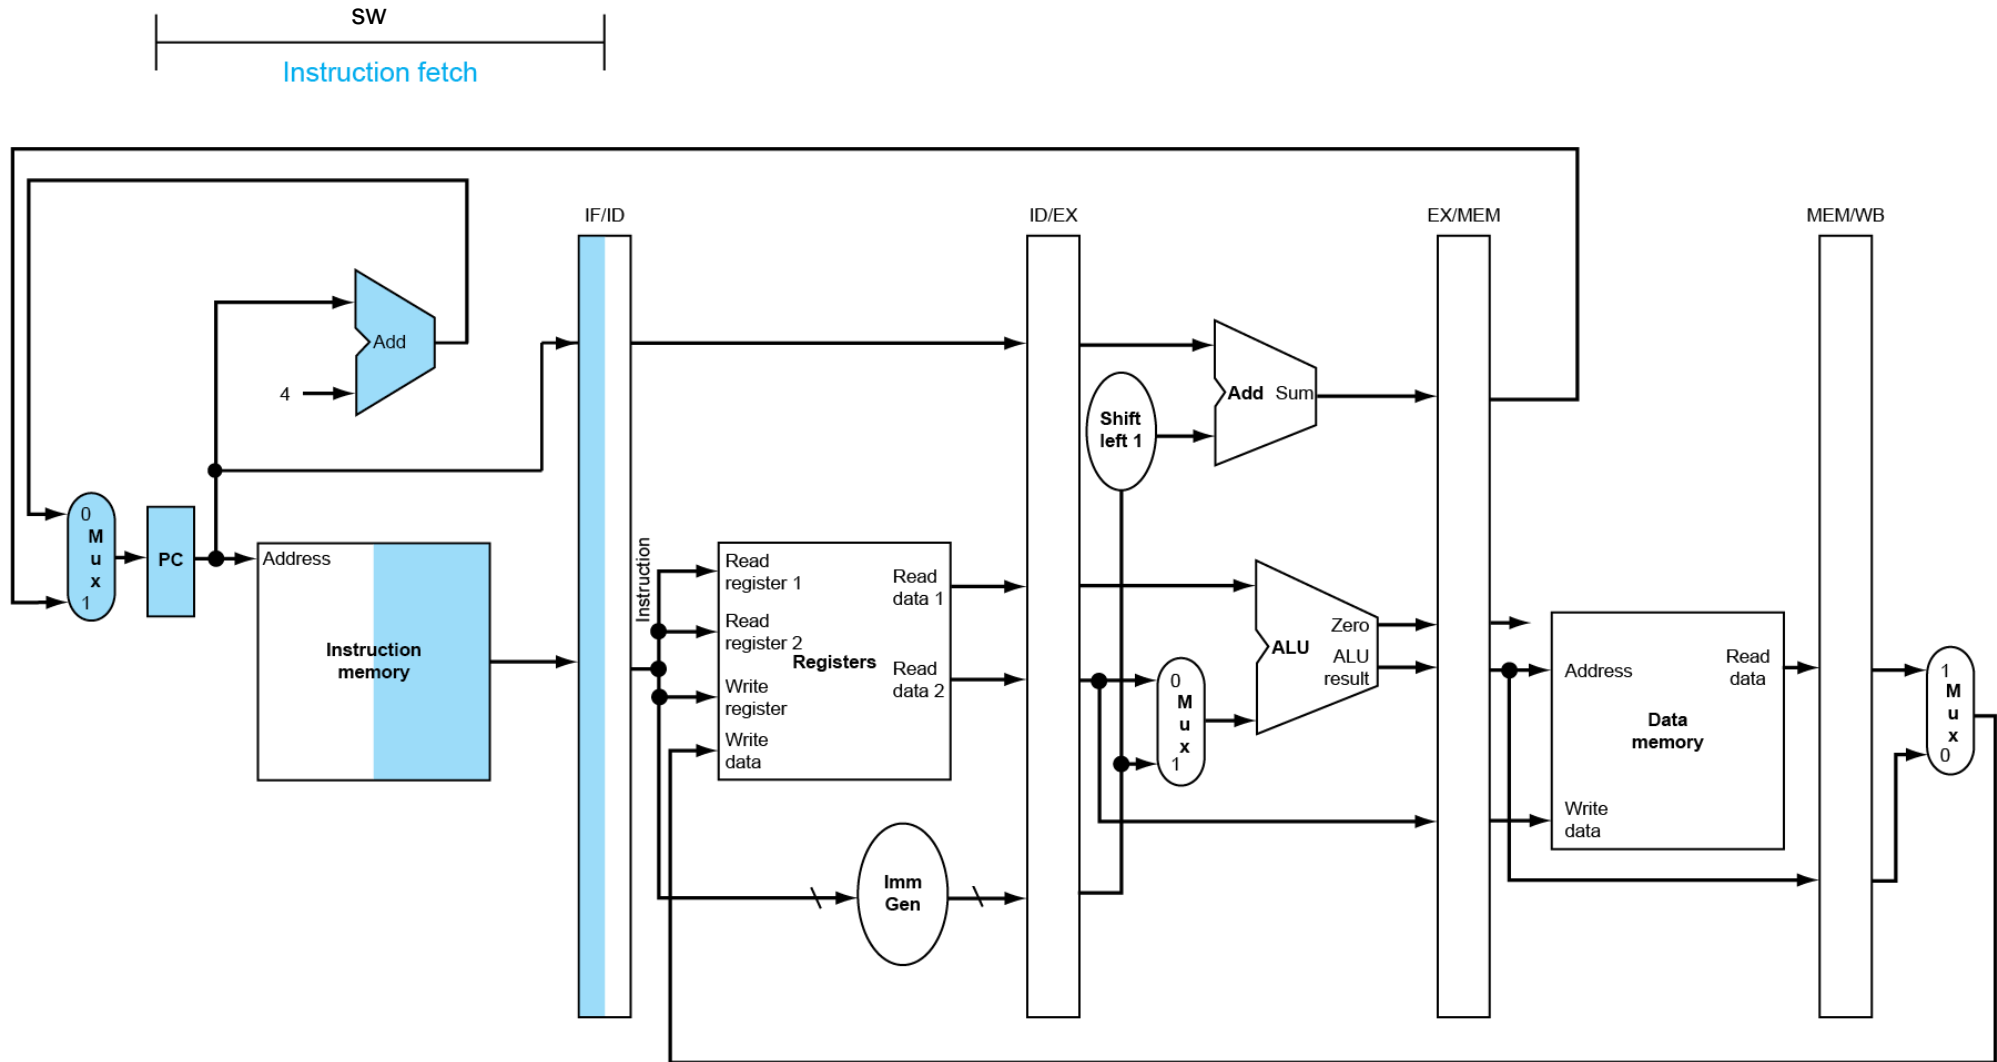 SW
Instruction fetch
IF/ID
ID/EX
EX/MEM
MEM/WB
Add
4
Add Sum
Shift
left 1
0
M
u
x
1
PC
Address
Instruction
memory
Instruction
Read
register 1
Read
register 2
Registers
Write
register
Write
data
Read
data 1
Read
data 2
Imm
Gen
0
M
u
x
1
ALU
Zero
ALU
result
Address
Read
data
Data
memory
Write
data
1
M
u
x
0